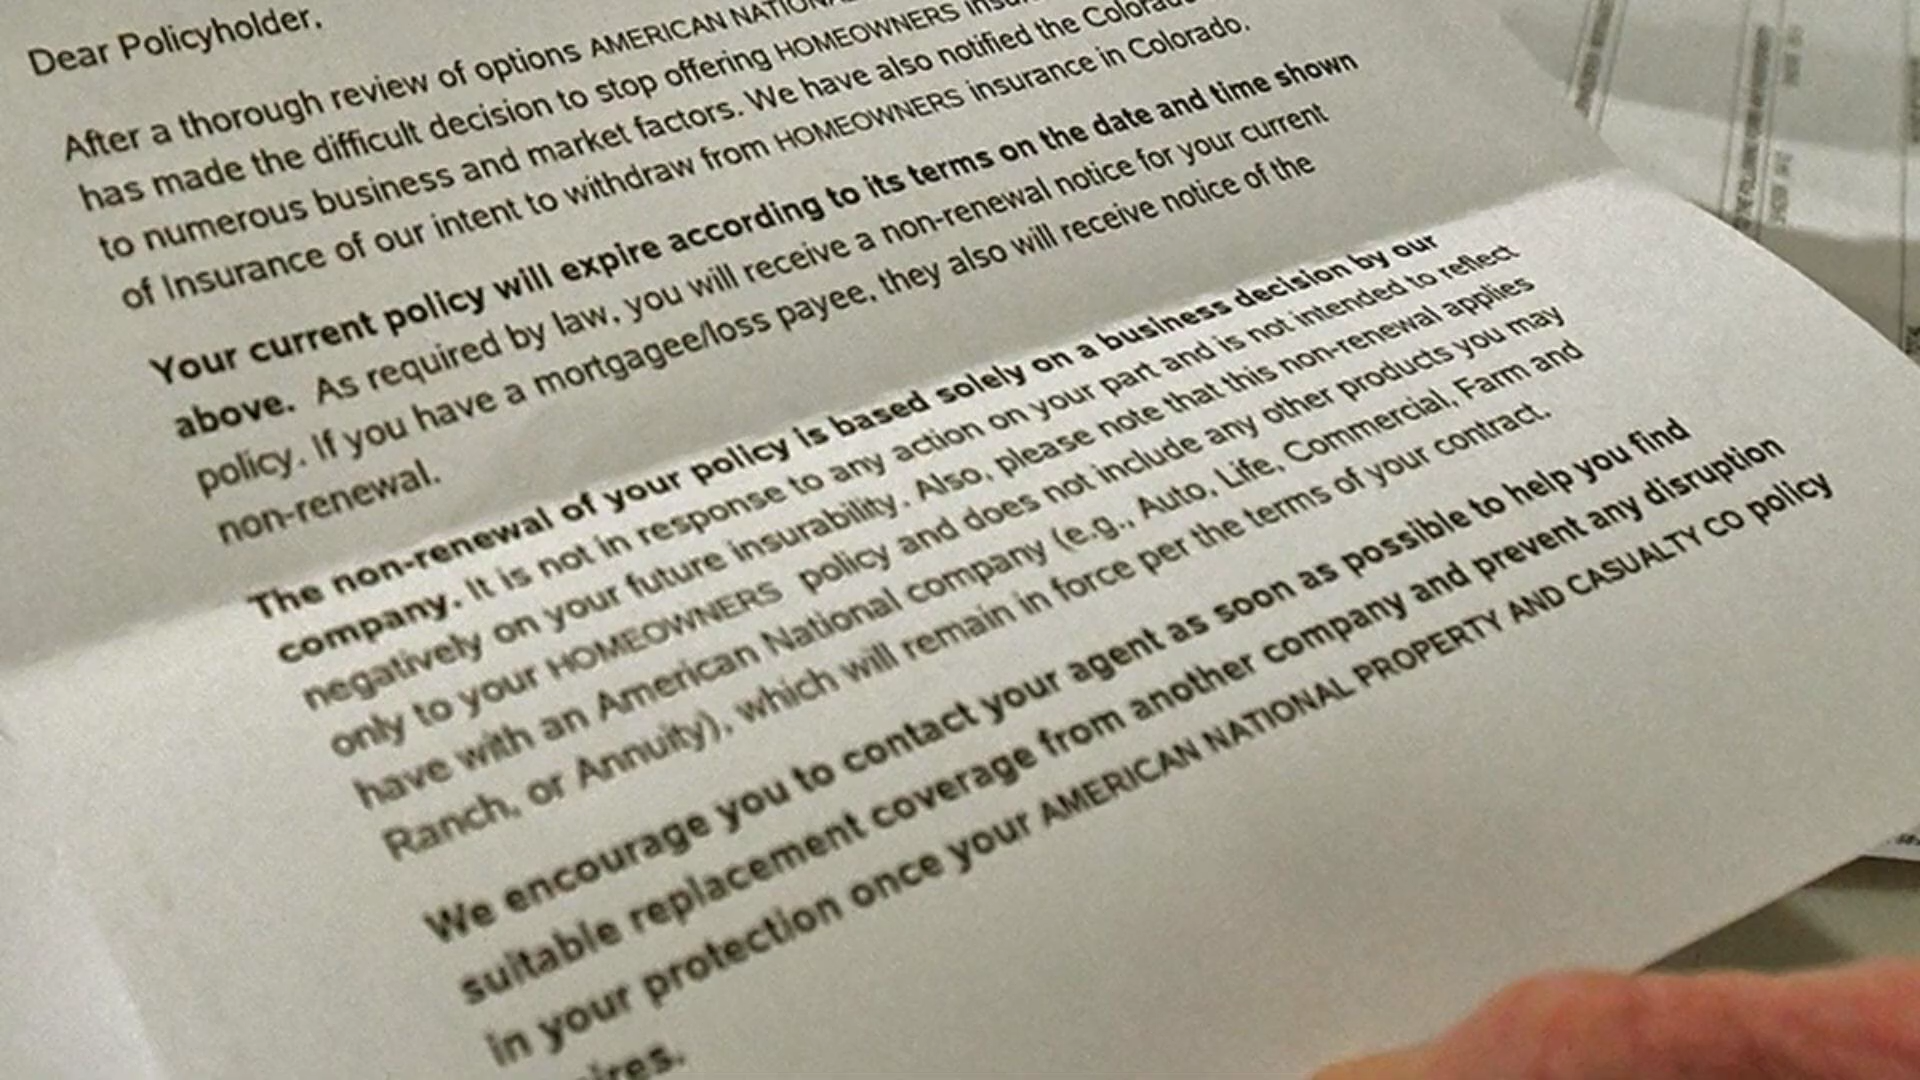 Dear Policyholder,
After a thorough review of options AMERICAN NATIONAL
has made the difficult decision to stop offering HOMEOWNERS
to numerous business and market factors. We have also notified the Colorado
of Insurance of our intent to withdraw from HOMEOWNERS insurance in Colorado.
Your current policy will expire according to its terms on the date and time shown
above. As required by law, you will receive a non-renewal notice for your current
policy. If you have a mortgagee/loss payee, they also will receive notice of the
non-renewal.
The non-renewal of your policy is based solely on a business decision by our
company. It is not in response to any action on your part and is not intended to reflect
negatively on your future insurability. Also, please note that this non-renewal applies
only to your HOMEOWNERS policy and does not include any other products you may
have with an American National company (e.g., Auto, Life, Commercial, Farm and
Ranch, or Annuity), which will remain in force per the terms of your contract.
We encourage you to contact your agent as soon as possible to help you find
suitable replacement coverage from another company and prevent any disruption
in your protection once your AMERICAN NATIONAL PROPERTY AND CASUALTY CO policy
ires.